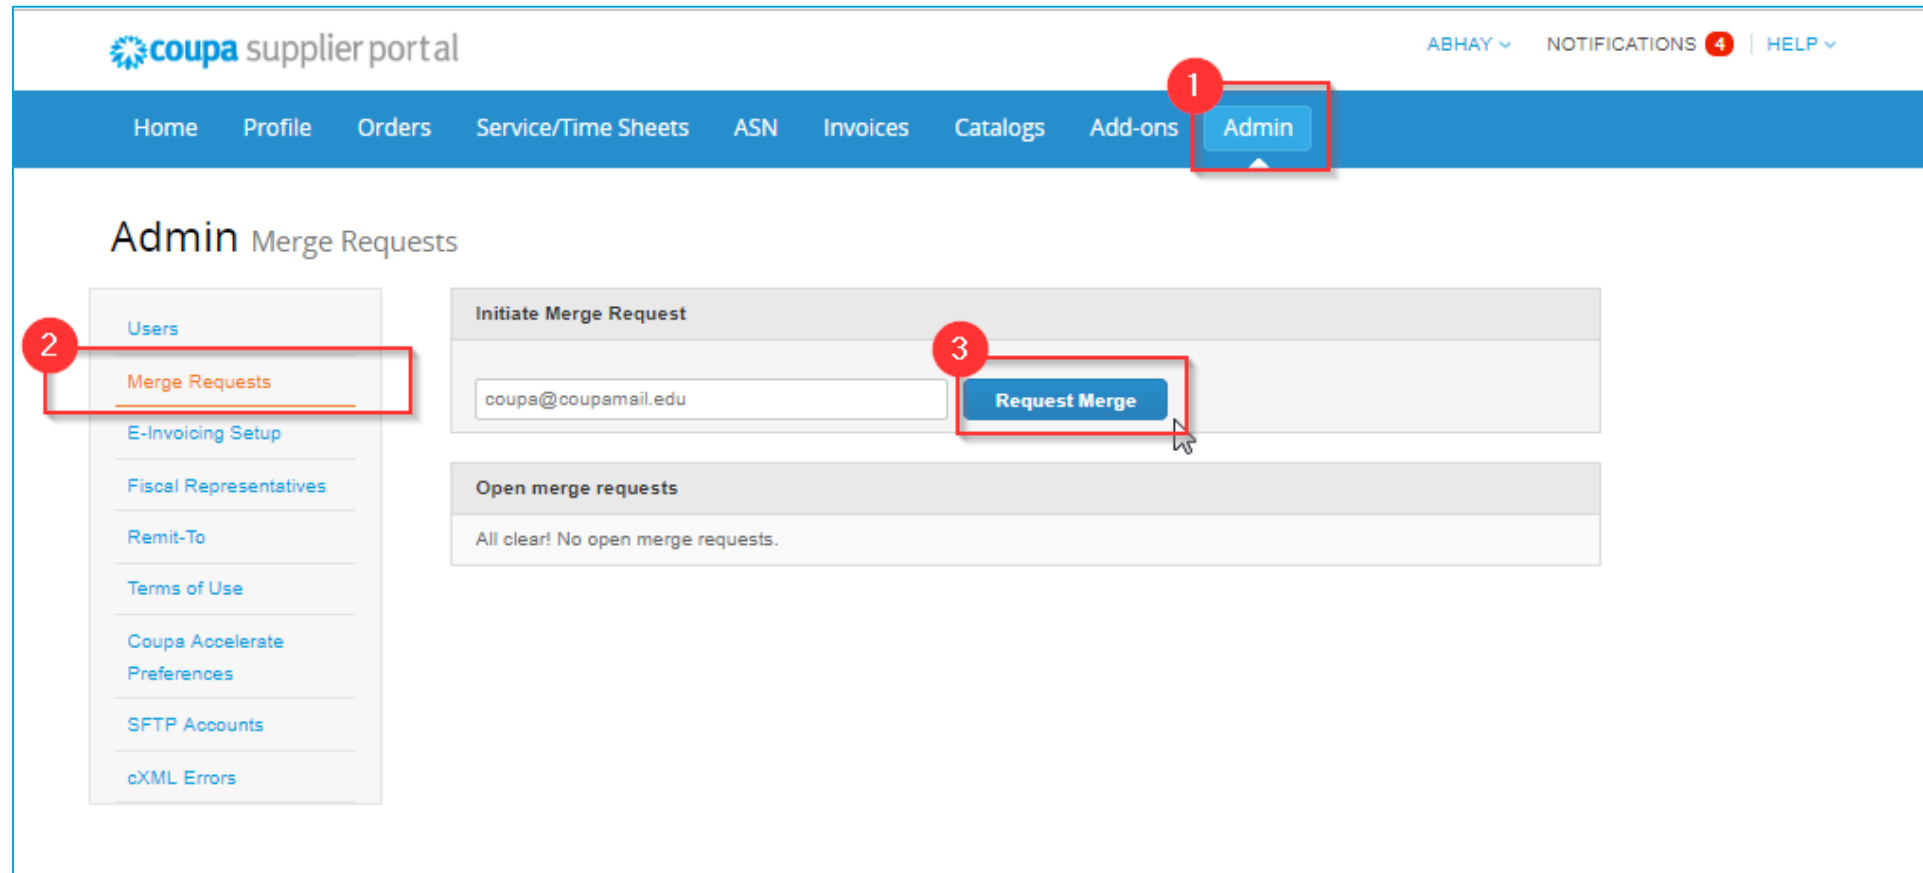 coupa supplier portal
ABHAY NOTIFICATIONS 4 HELP
1
Home Profile Orders Service/Time Sheets ASN Invoices Catalogs Add-ons Admin
Admin Merge Requests
Users
2
Merge Requests
E-Invoicing Setup
Fiscal Representatives
Remit-To
Terms of Use
Coupa Accelerate
Preferences
SFTP Accounts
cXML Errors
Initiate Merge Request
3
coupa@coupamail.edu Request Merge
Open merge requests
All clear! No open merge requests.